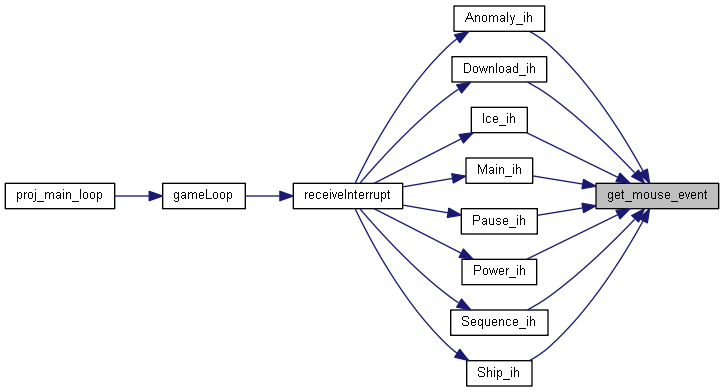 Anomaly_ih
Download_ih
Ice_ih
Main_ih
proj_main_loop
gameLoop
receiveInterrupt
get_mouse_event
Pause_ih
Power_ih
Sequence_ih
Ship_ih